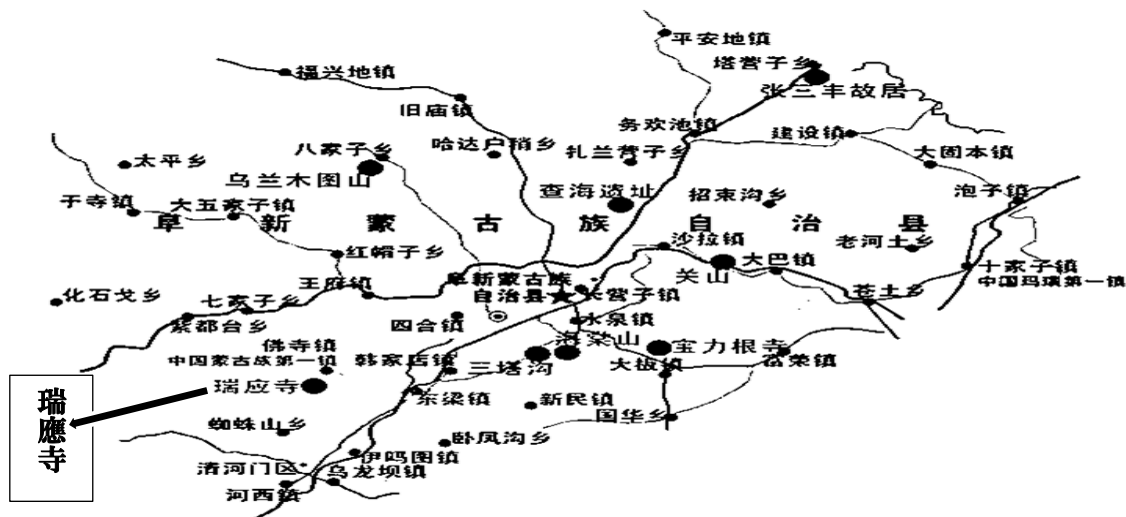 平安地镇
塔营子乡
张三丰故居
福兴地镇
旧庙镇
务欢池镇
建设镇
八家子乡
哈达户稍乡
扎兰营子乡
大固本镇
太平乡
乌兰木图山
查海遗址
招束沟乡
泡子镇
于寺镇
大五家子镇
阜新蒙古族自治县
红帽子乡
沙拉镇
老河土乡
关山
大巴镇
十家子镇
中国玛瑙第一镇
王府镇
阜新蒙古族
自治县
大营子镇
苍土乡
化石戈乡
七家子乡
紫都台乡
四合镇
水泉镇
佛寺镇
中国蒙古族第一镇
韩家店镇
三塔沟
海棠山
宝力根寺
大板镇
富荣镇
瑞应寺
瑞應寺
东梁镇
新民镇
国华乡
蜘蛛山乡
卧凤沟乡
清河门区
伊吗图镇
乌龙坝镇
河西镇